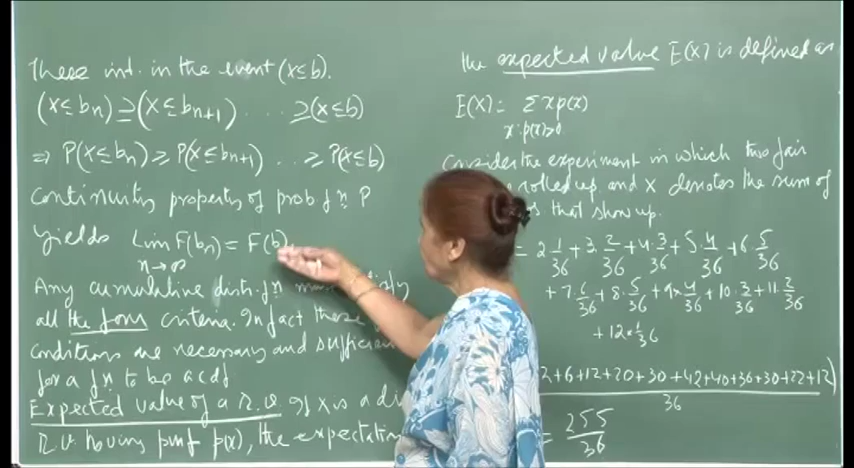 These int. in the event (x ≤ b).
(x ≤ bn) ⊇ (x ≤ bn+1) .... ⊇ (x ≤ b)
⇒ P(x ≤ bn) ≥ P(x ≤ bn+1) .. ≥ P(x ≤ b)
Continuity property of prob. fn P
yields Lim F(bn) = F(b)
n→∞
Any cumulative dist. fn
all the four criteria. In fact these
conditions are necessary and sufficien
for a fn to be a cdf
Expected value of a R.V. If x is a di
R.V. having pmf p(x), the expectation
the expected value E(X) is defined as
E(X) = Σxp(x)
x:p(x)>0
Consider the experiment in which two fair
rolled up and x denotes the sum of
that show up.
= 2 1/36 + 3. 2/36 + 4. 3/36 + 5. 4/36 + 6. 5/36
+ 7. 6/36 + 8. 5/36 + 9 x 4/36 + 10. 3/36 + 11. 2/36
+ 12 x 1/36
2+6+12+20+30+42+40+36+30+22+12)
36
= 255/36